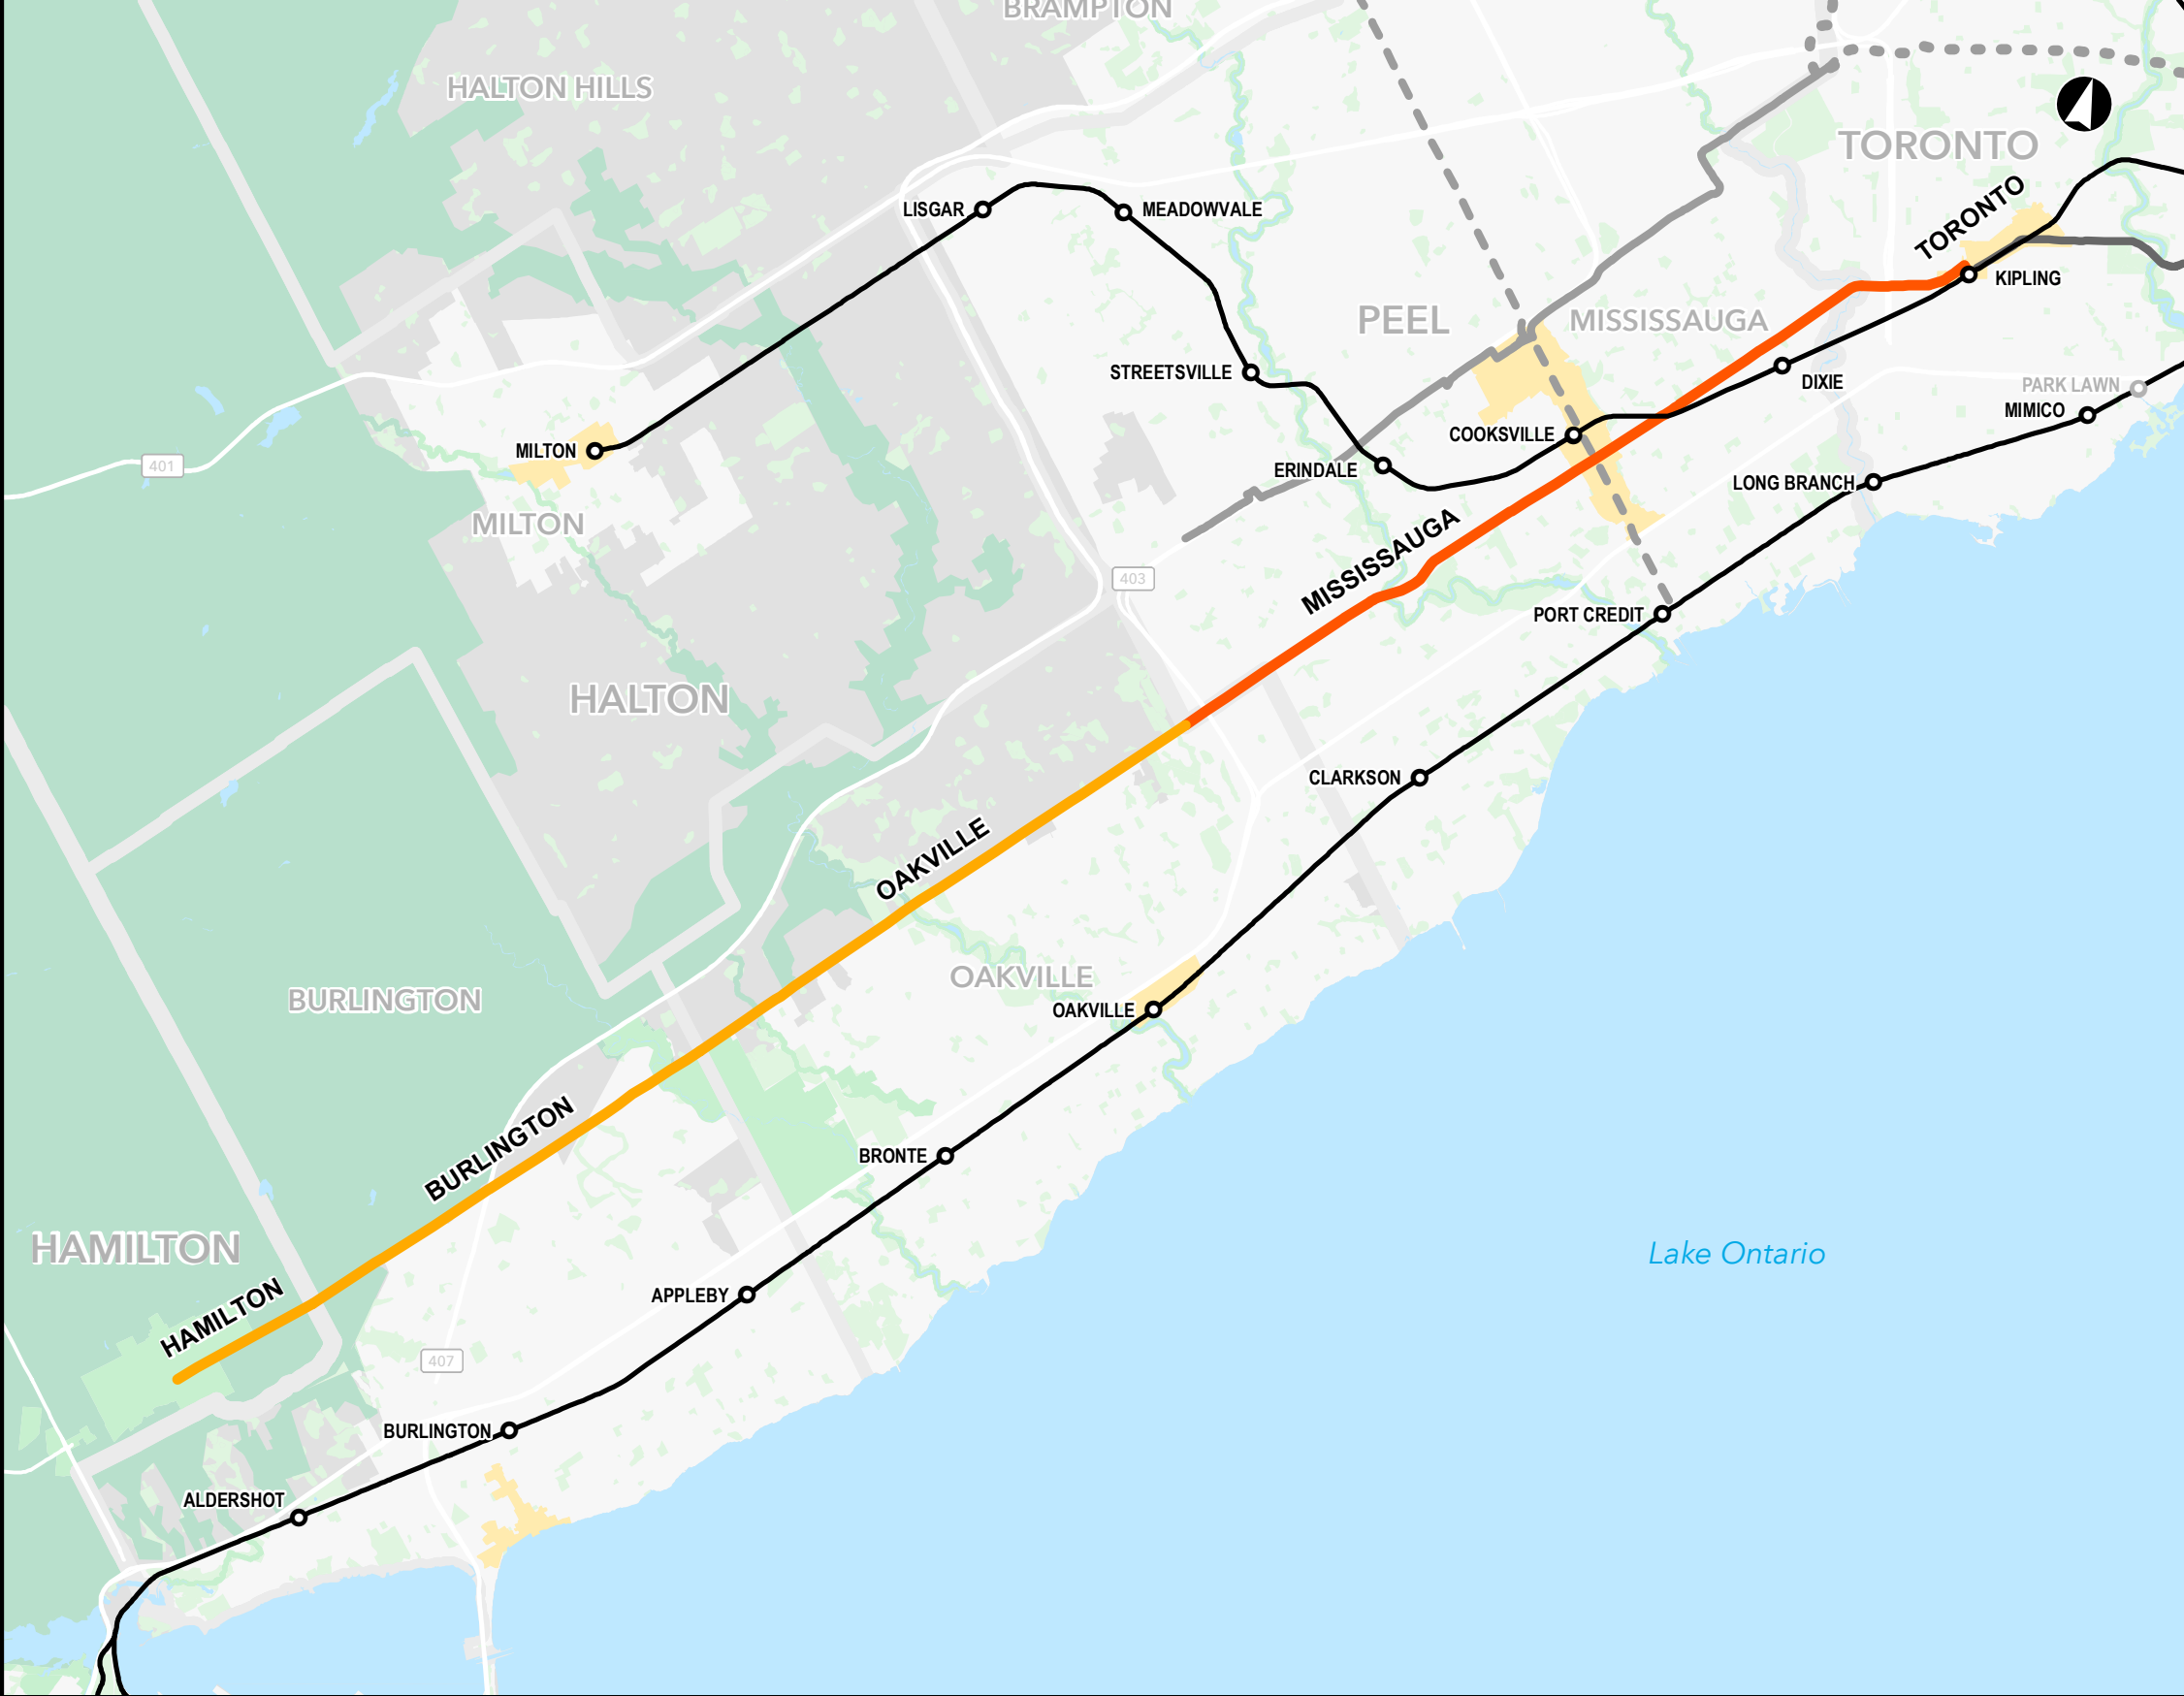 BRAMPTON
HALTON HILLS
TORONTO
TORONTO
LISGAR
MEADOWVALE
KIPLING
PEEL
MISSISSAUGA
STREETSVILLE
DIXIE
PARK LAWN
MIMICO
COOKSVILLE
MILTON
401
ERINDALE
LONG BRANCH
MILTON
MISSISSAUGA
403
PORT CREDIT
HALTON
CLARKSON
OAKVILLE
OAKVILLE
BURLINGTON
OAKVILLE
BURLINGTON
BRONTE
HAMILTON
Lake Ontario
HAMILTON
APPLEBY
407
BURLINGTON
ALDERSHOT